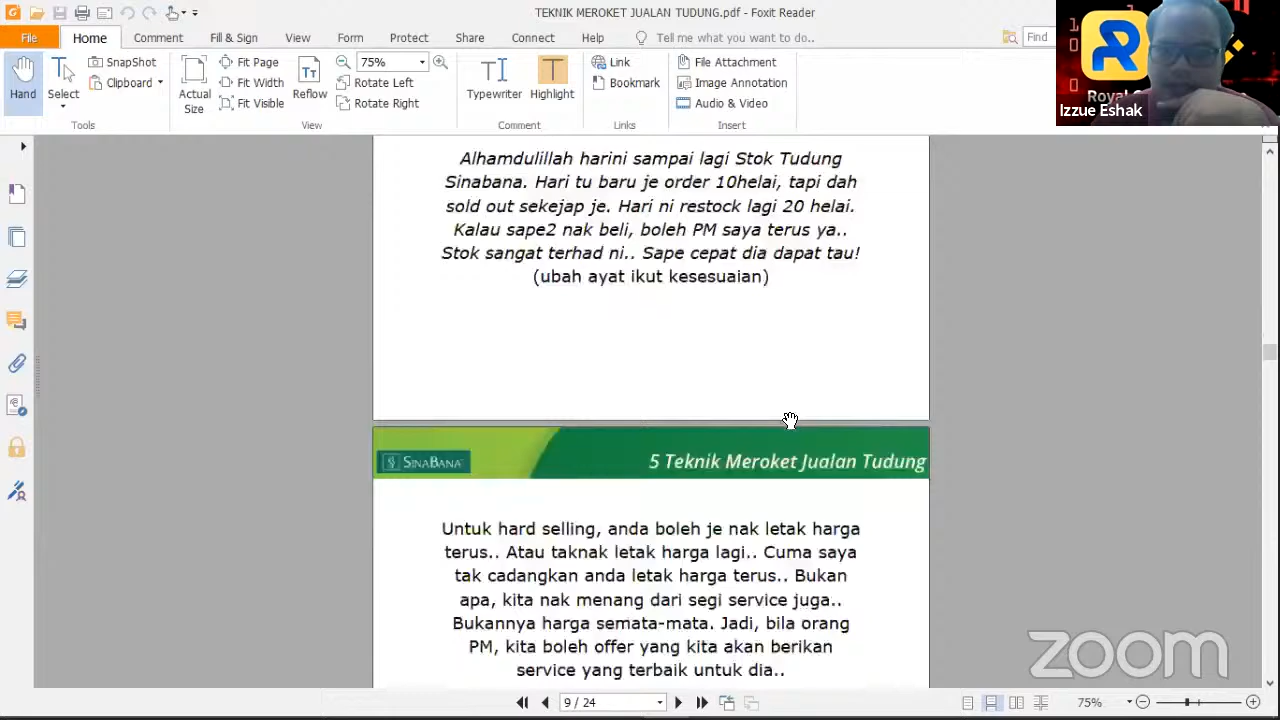 TEKNIK MEROKET JUALAN TUDUNG.pdf - Foxit Reader
File Home Comment Fill & Sign View Form Protect Share Connect Help Tell me what you want to do.. Find
Hand
Select
SnapShot
Clipboard
Tools
Actual Size
Fit Page
Fit Width
Fit Visible
Reflow
75%
Rotate Left
Rotate Right
View
Typewriter
Highlight
Comment
Link
Bookmark
Links
File Attachment
Image Annotation
Audio & Video
Insert
Izzue Eshak
Alhamdulillah harini sampai lagi Stok Tudung
Sinabana. Hari tu baru je order 10helai, tapi dah
sold out sekejap je. Hari ni restock lagi 20 helai.
Kalau sape2 nak beli, boleh PM saya terus ya..
Stok sangat terhad ni.. Sape cepat dia dapat tau!
(ubah ayat ikut kesesuaian)
SINABANA
5 Teknik Meroket Jualan Tudung
Untuk hard selling, anda boleh je nak letak harga
terus.. Atau taknak letak harga lagi.. Cuma saya
tak cadangkan anda letak harga terus.. Bukan
apa, kita nak menang dari segi service juga..
Bukannya harga semata-mata. Jadi, bila orang
PM, kita boleh offer yang kita akan berikan
service yang terbaik untuk dia..
zoom
9 / 24
75%